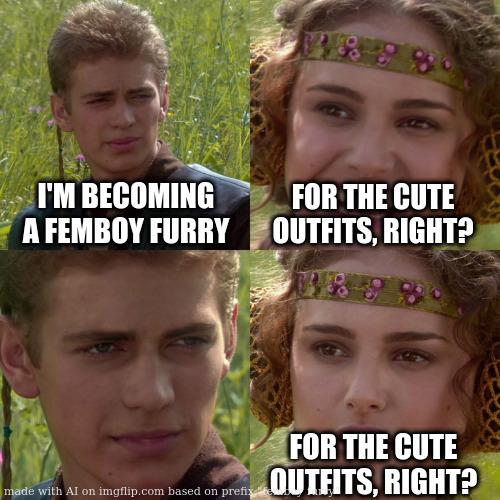 I'M BECOMING
A FEMBOY FURRY
FOR THE CUTE
OUTFITS, RIGHT?
FOR THE CUTE
OUTFITS, RIGHT?
made with AI on imgflip.com based on prefix